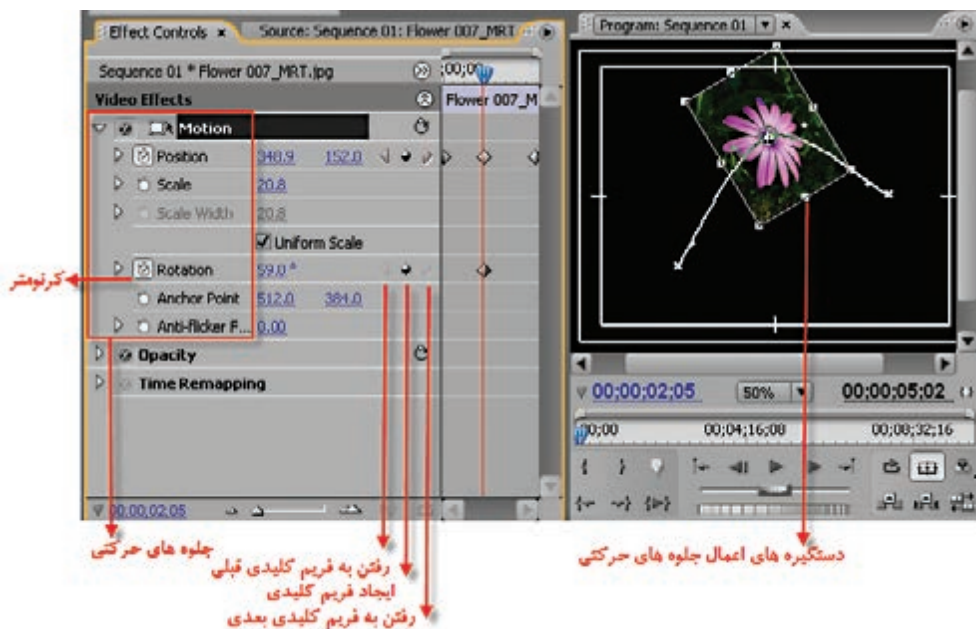 Effect Controls × Source: Sequence 01: Flower 007_MRT
Sequence 01 * Flower 007_MRT.jpg
;00;00
Video Effects
Flower 007_M
Motion
Position 348.9 152.0
Scale 20.8
Scale Width 20.8
Uniform Scale
Rotation 59.0 °
Anchor Point 512.0 384.0
Anti-flicker F... 0.00
Opacity
Time Remapping
00;00;02;05
Program: Sequence 01 ×
00;00;02;05 50% 00;00;05;02
00;00 00;04;16;08 00;08;32;16
کرنومتر
جلوه های حرکتی
رفتن به فریم کلیدی قبلی
ایجاد فریم کلیدی
رفتن به فریم کلیدی بعدی
دستگیره های اعمال جلوه های حرکتی